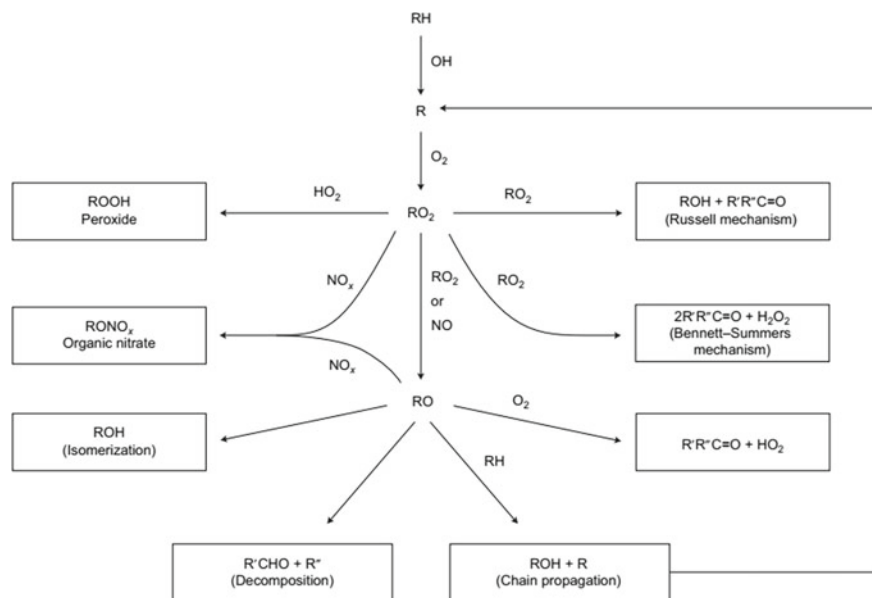 RH
OH
R
O₂
ROOH
Peroxide
HO₂
RO₂
RO₂
ROH + R′R″C=O
(Russell mechanism)
NOₓ
RO₂
or
NO
RO₂
RONOₓ
Organic nitrate
2R′R″C=O + H₂O₂
(Bennett–Summers
mechanism)
NOₓ
RO
O₂
ROH
(Isomerization)
RH
R′R″C=O + HO₂
R′CHO + R″
(Decomposition)
ROH + R
(Chain propagation)